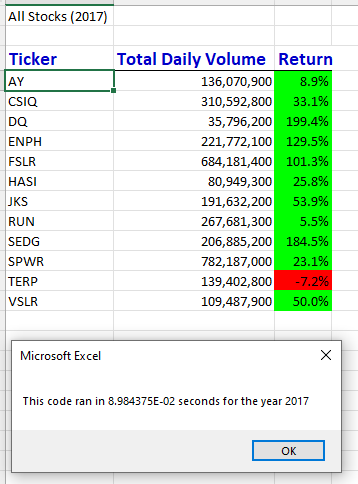 All Stocks (2017)
Ticker Total Daily Volume Return
AY 136,070,900 8.9%
CSIQ 310,592,800 33.1%
DQ 35,796,200 199.4%
ENPH 221,772,100 129.5%
FSLR 684,181,400 101.3%
HASI 80,949,300 25.8%
JKS 191,632,200 53.9%
RUN 267,681,300 5.5%
SEDG 206,885,200 184.5%
SPWR 782,187,000 23.1%
TERP 139,402,800 -7.2%
VSLR 109,487,900 50.0%
Microsoft Excel
This code ran in 8.984375E-02 seconds for the year 2017
OK